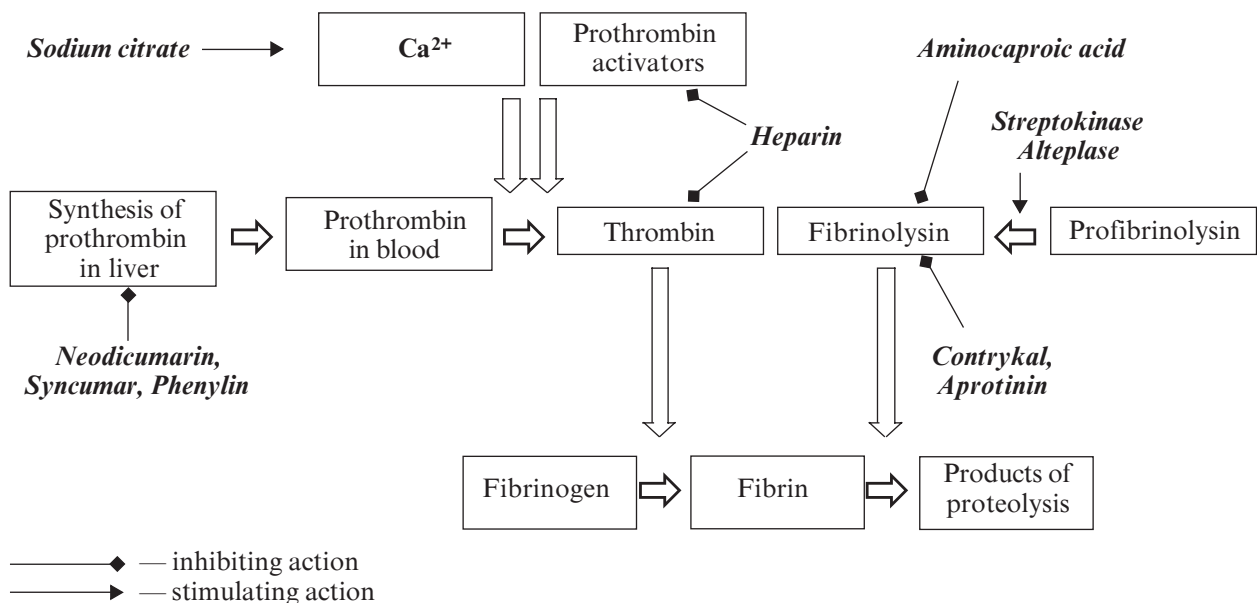 Sodium citrate
Ca²⁺
Prothrombin
activators
Aminocaproic acid
Heparin
Streptokinase
Alteplase
Synthesis of
prothrombin
in liver
Prothrombin
in blood
Thrombin
Fibrinolysin
Profibrinolysin
Neodicumarin,
Syncumar, Phenylin
Contrykal,
Aprotinin
Fibrinogen
Fibrin
Products of
proteolysis
— inhibiting action
— stimulating action